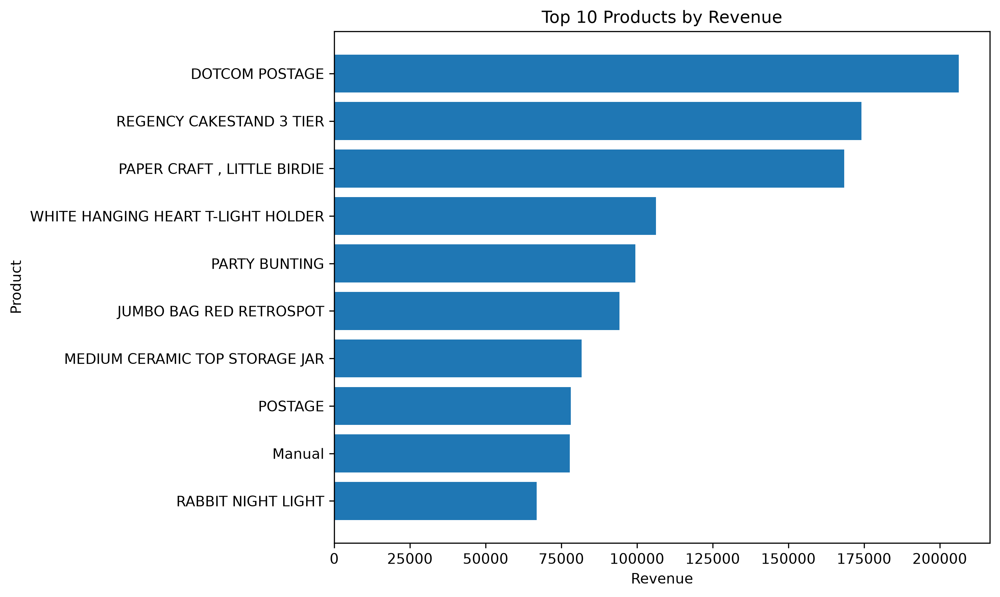 Top 10 Products by Revenue
Product
DOTCOM POSTAGE
REGENCY CAKESTAND 3 TIER
PAPER CRAFT , LITTLE BIRDIE
WHITE HANGING HEART T-LIGHT HOLDER
PARTY BUNTING
JUMBO BAG RED RETROSPOT
MEDIUM CERAMIC TOP STORAGE JAR
POSTAGE
Manual
RABBIT NIGHT LIGHT
0 25000 50000 75000 100000 125000 150000 175000 200000
Revenue